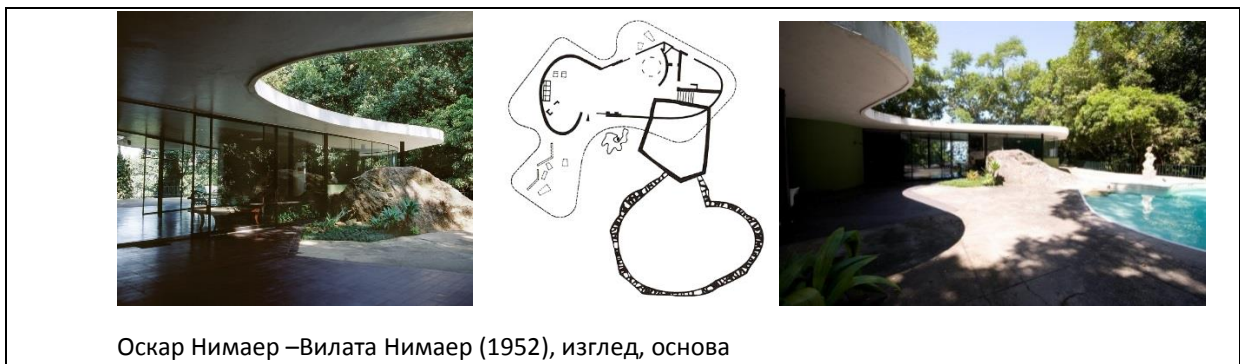 Оскар Нимаер –Вилата Нимаер (1952), изглед, основа